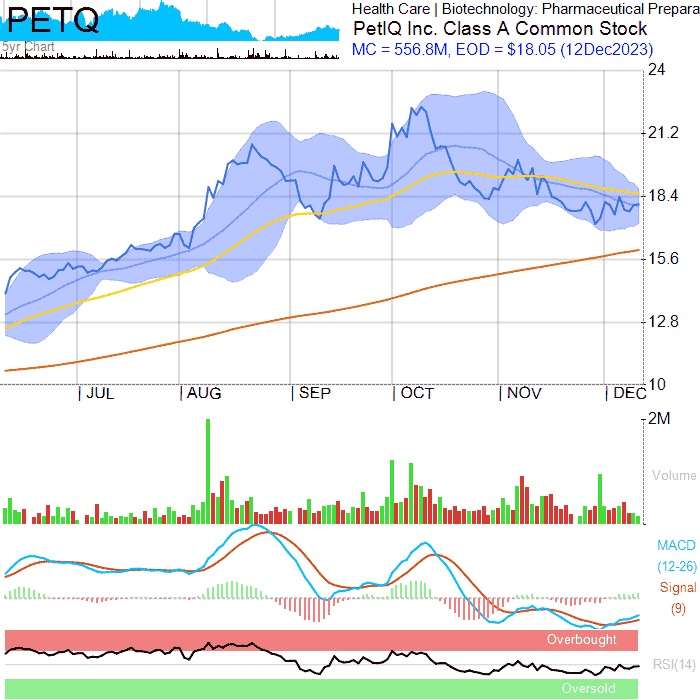 PETQ
5yr Chart
Health Care | Biotechnology: Pharmaceutical Prepara
PetIQ Inc. Class A Common Stock
MC = 556.8M, EOD = $18.05 (12Dec2023)
24
21.2
18.4
15.6
12.8
10
JUL AUG SEP OCT NOV DEC
2M
Volume
MACD
(12-26)
Signal
(9)
Overbought
RSI(14)
Oversold